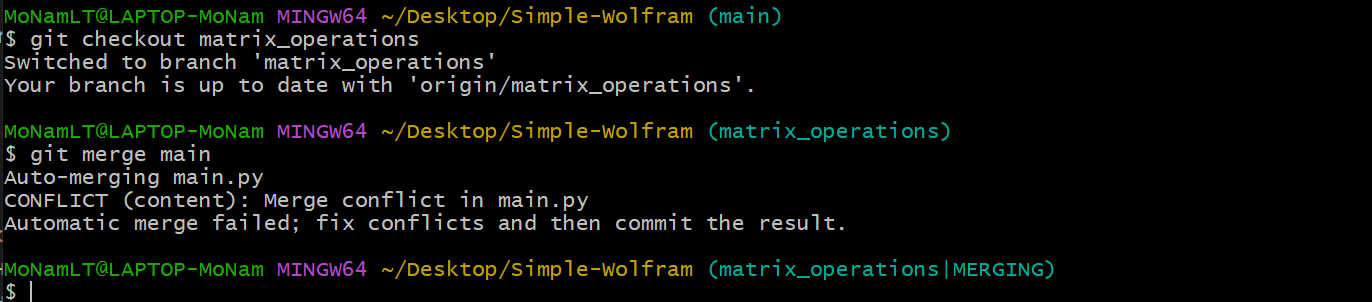 MoNamLT@LAPTOP-MoNam MINGW64 ~/Desktop/Simple-Wolfram (main)
$ git checkout matrix_operations
Switched to branch 'matrix_operations'
Your branch is up to date with 'origin/matrix_operations'.
MoNamLT@LAPTOP-MoNam MINGW64 ~/Desktop/Simple-Wolfram (matrix_operations)
$ git merge main
Auto-merging main.py
CONFLICT (content): Merge conflict in main.py
Automatic merge failed; fix conflicts and then commit the result.
MoNamLT@LAPTOP-MoNam MINGW64 ~/Desktop/Simple-Wolfram (matrix_operations|MERGING)
$